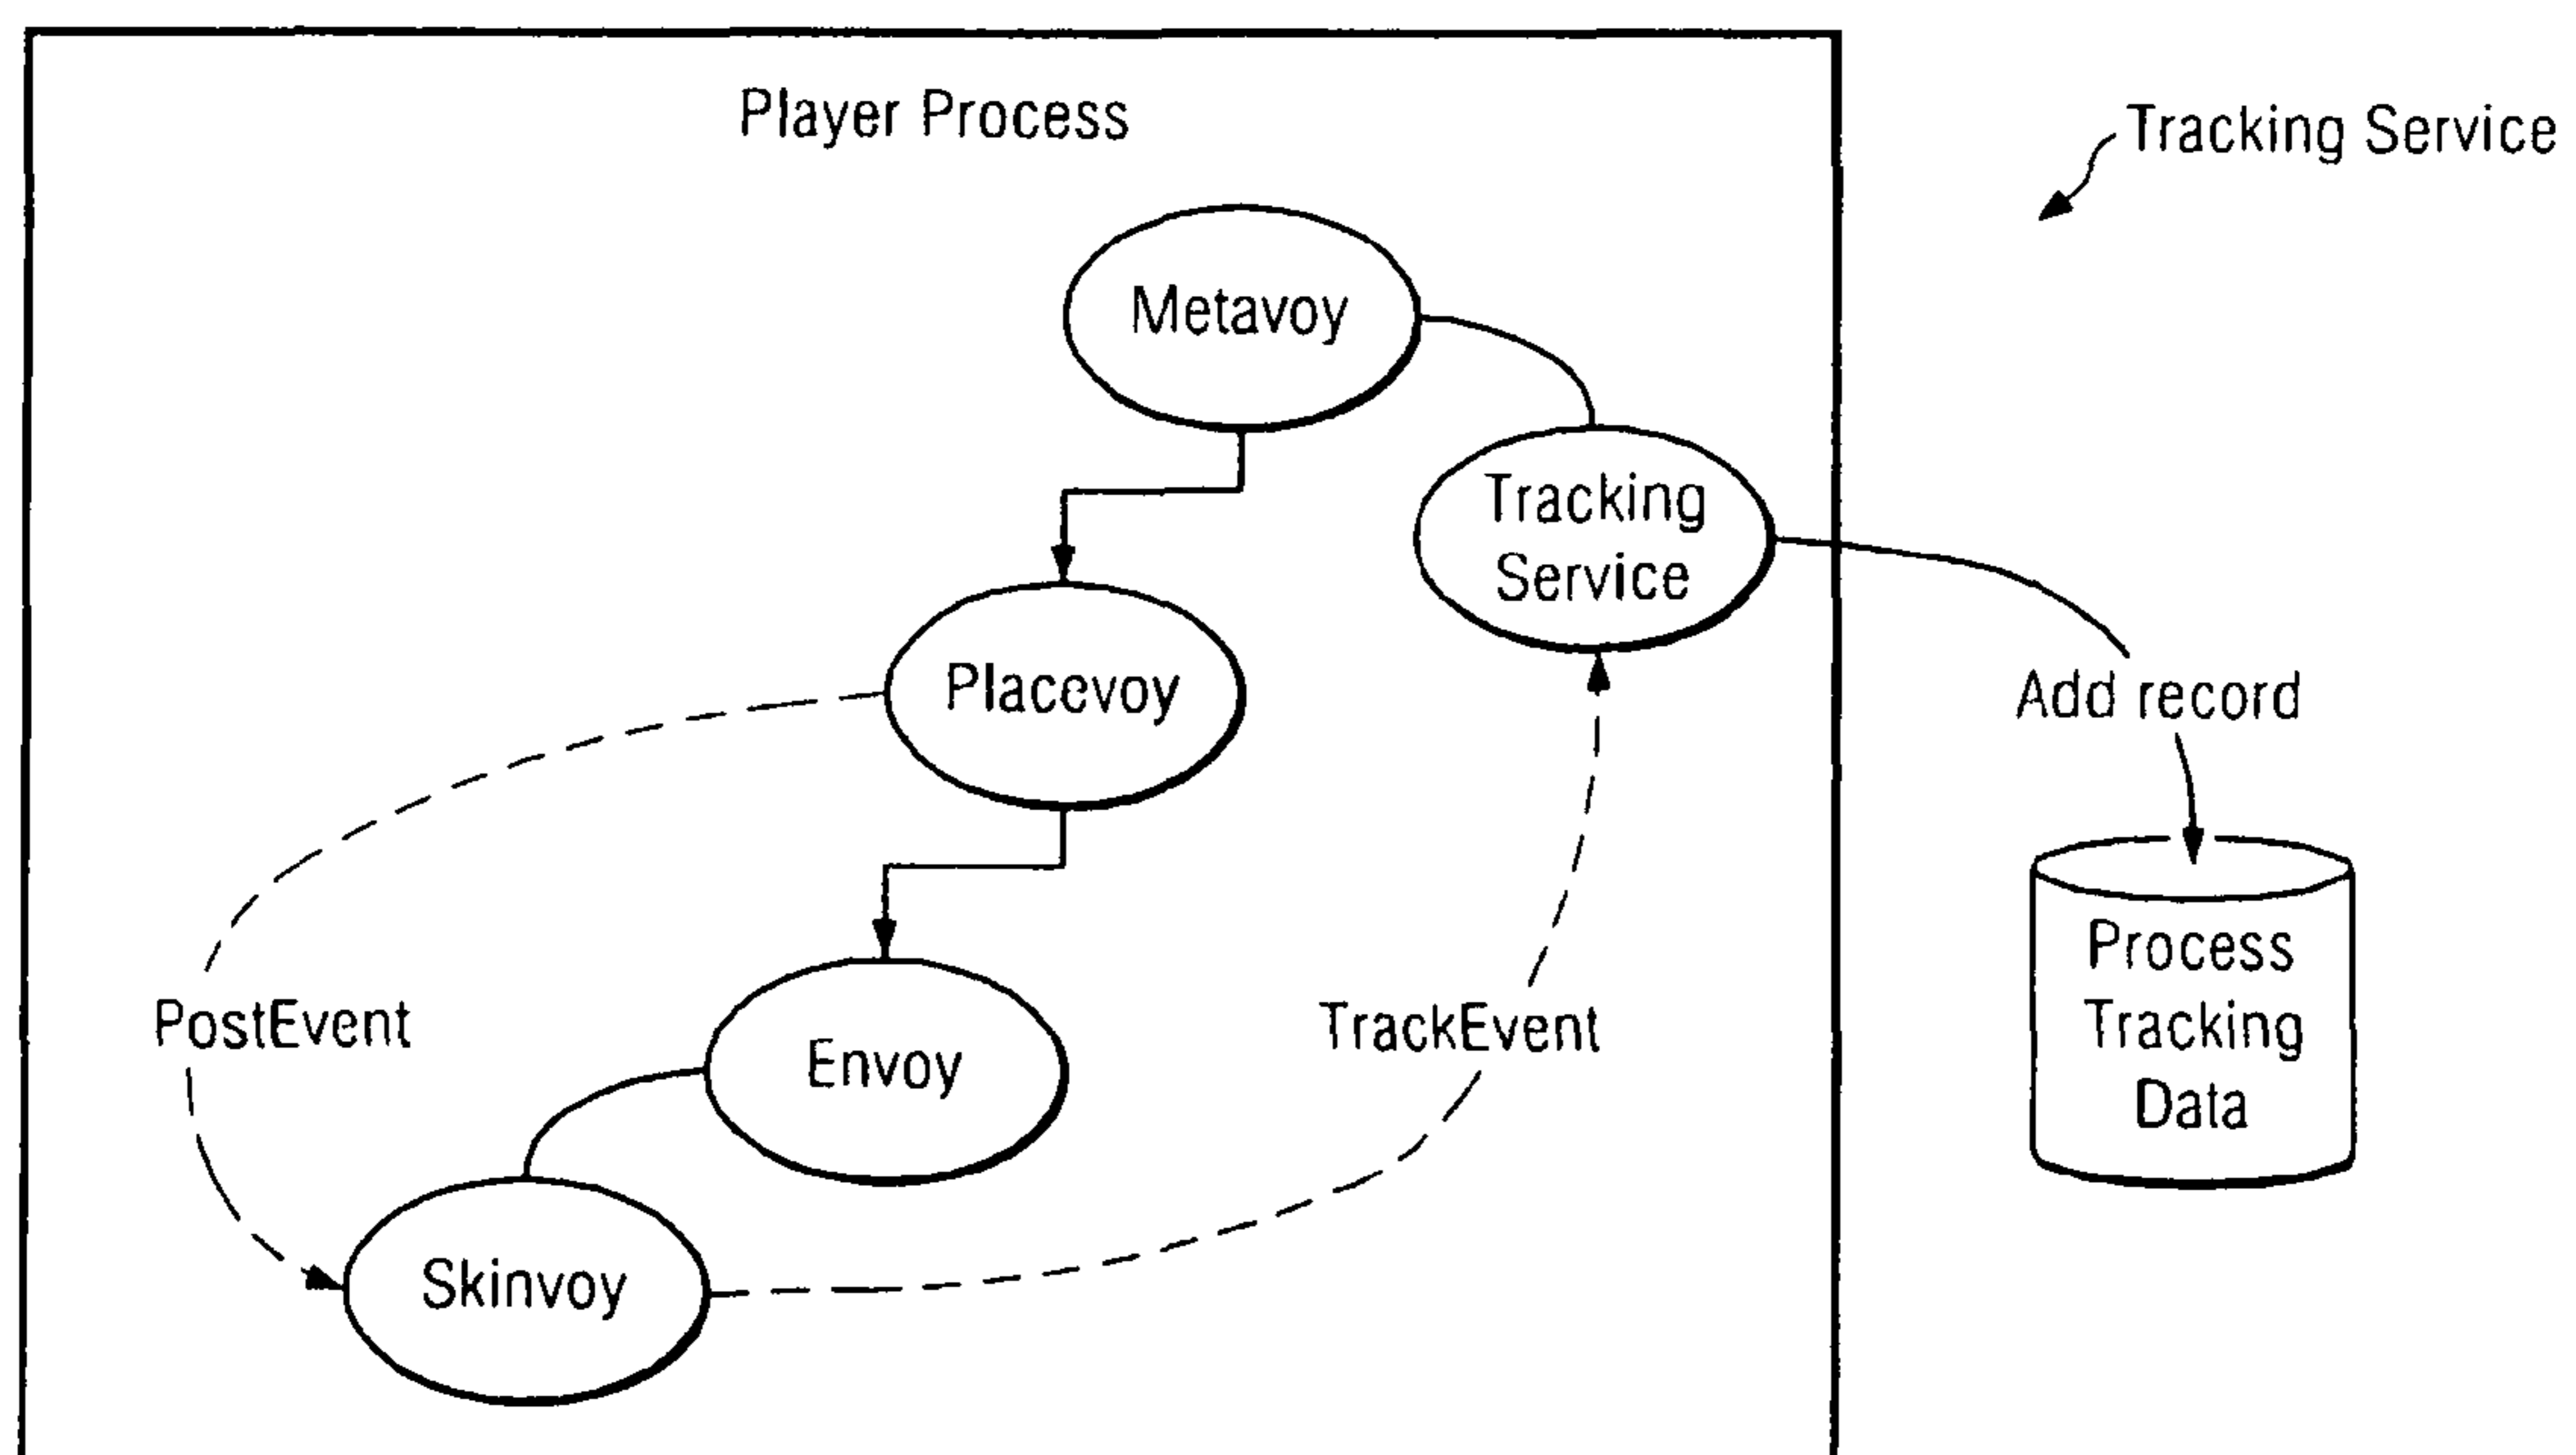 Player Process
Tracking Service
Metavoy
Tracking
Service
Placevoy
Add record
PostEvent
TrackEvent
Envoy
Process
Tracking
Data
Skinvoy